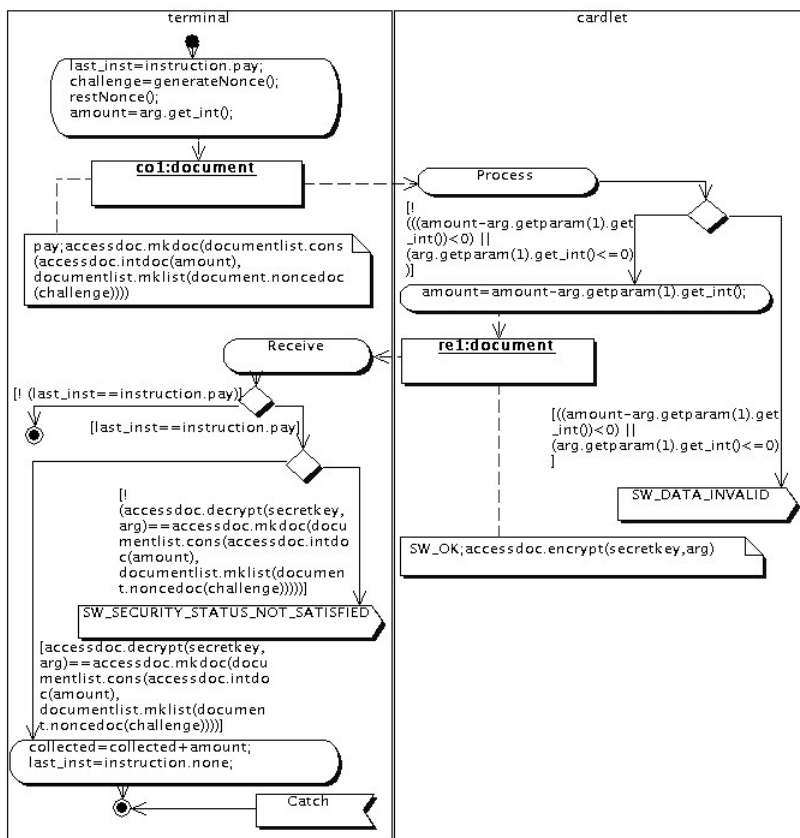 terminal
cardlet
last_inst=instruction.pay;
challenge=generateNonce();
restNonce();
amount=arg.get_int();
co1:document
Process
pay;accessdoc.mkdoc(documentlist.cons
(accessdoc.intdoc(amount),
documentlist.mklist(document.noncedoc
(challenge))))
[!
(((amount-arg.getparam(1).get
_int())<0) ||
(arg.getparam(1).get_int()<=0)
)]
amount=amount-arg.getparam(1).get_int();
Receive
re1:document
[! (last_inst==instruction.pay)]
[last_inst==instruction.pay]
[((amount-arg.getparam(1).get
_int())<0) ||
(arg.getparam(1).get_int()<=0)
]
SW_DATA_INVALID
[!
(accessdoc.decrypt(secretkey,
arg)==accessdoc.mkdoc(docu
mentlist.cons(accessdoc.intdo
c(amount),
documentlist.mklist(documen
t.noncedoc(challenge)))))]
SW_OK;accessdoc.encrypt(secretkey,arg)
SW_SECURITY_STATUS_NOT_SATISFIED
[accessdoc.decrypt(secretkey,
arg)==accessdoc.mkdoc(docu
mentlist.cons(accessdoc.intdo
c(amount),
documentlist.mklist(documen
t.noncedoc(challenge))))]
collected=collected+amount;
last_inst=instruction.none;
Catch